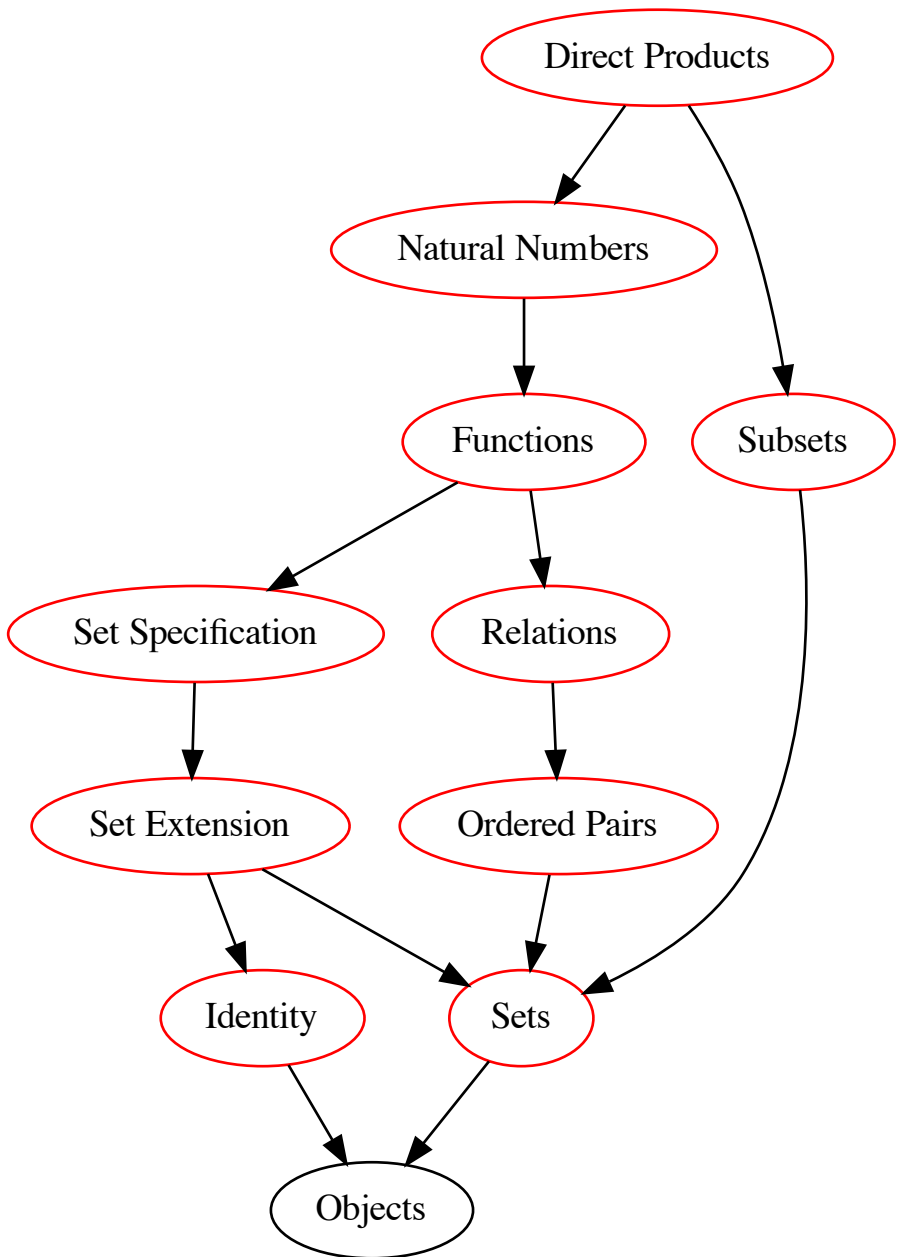 Direct Products
Natural Numbers
Functions
Subsets
Set Specification
Relations
Set Extension
Ordered Pairs
Identity
Sets
Objects